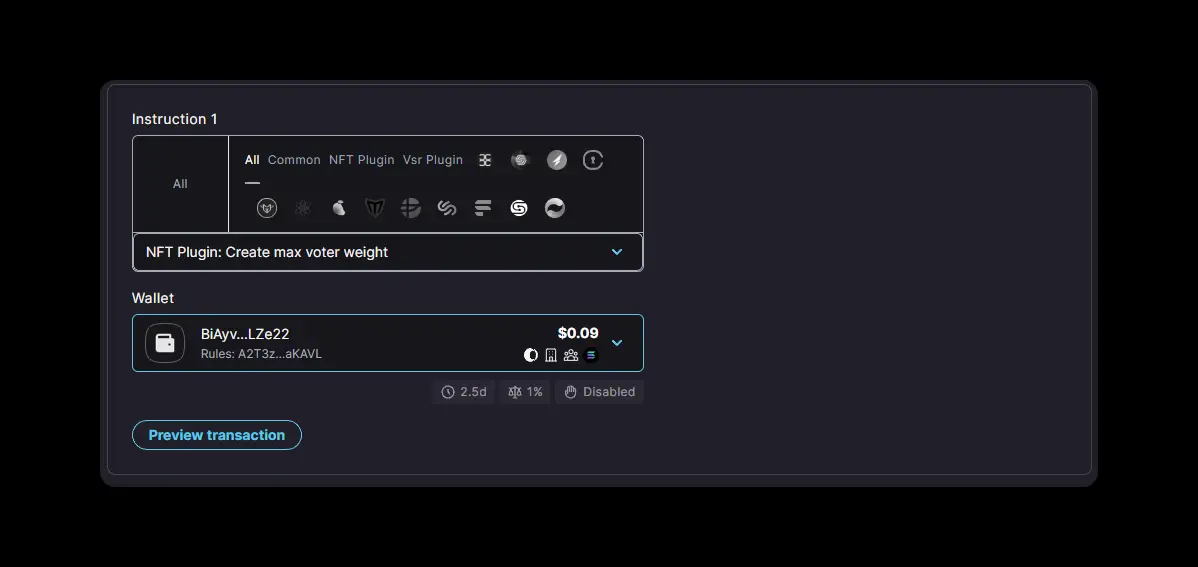 Instruction 1
All
All Common NFT Plugin Vsr Plugin
NFT Plugin: Create max voter weight
Wallet
BiAyv...LZe22
$0.09
Rules: A2T3z...aKAVL
2.5d 1% Disabled
Preview transaction